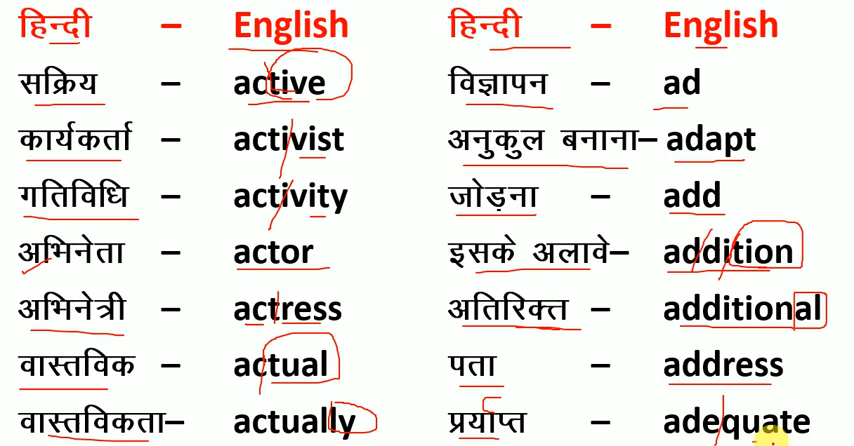 हिन्दी – English
सक्रिय – active
कार्यकर्ता – activist
गतिविधि – activity
अभिनेता – actor
अभिनेत्री – actress
वास्तविक – actual
वास्तविकता– actually
हिन्दी – English
विज्ञापन – ad
अनुकुल बनाना– adapt
जोड़ना – add
इसके अलावे– addition
अतिरिक्त – additional
पता – address
प्रयाप्त – adequate